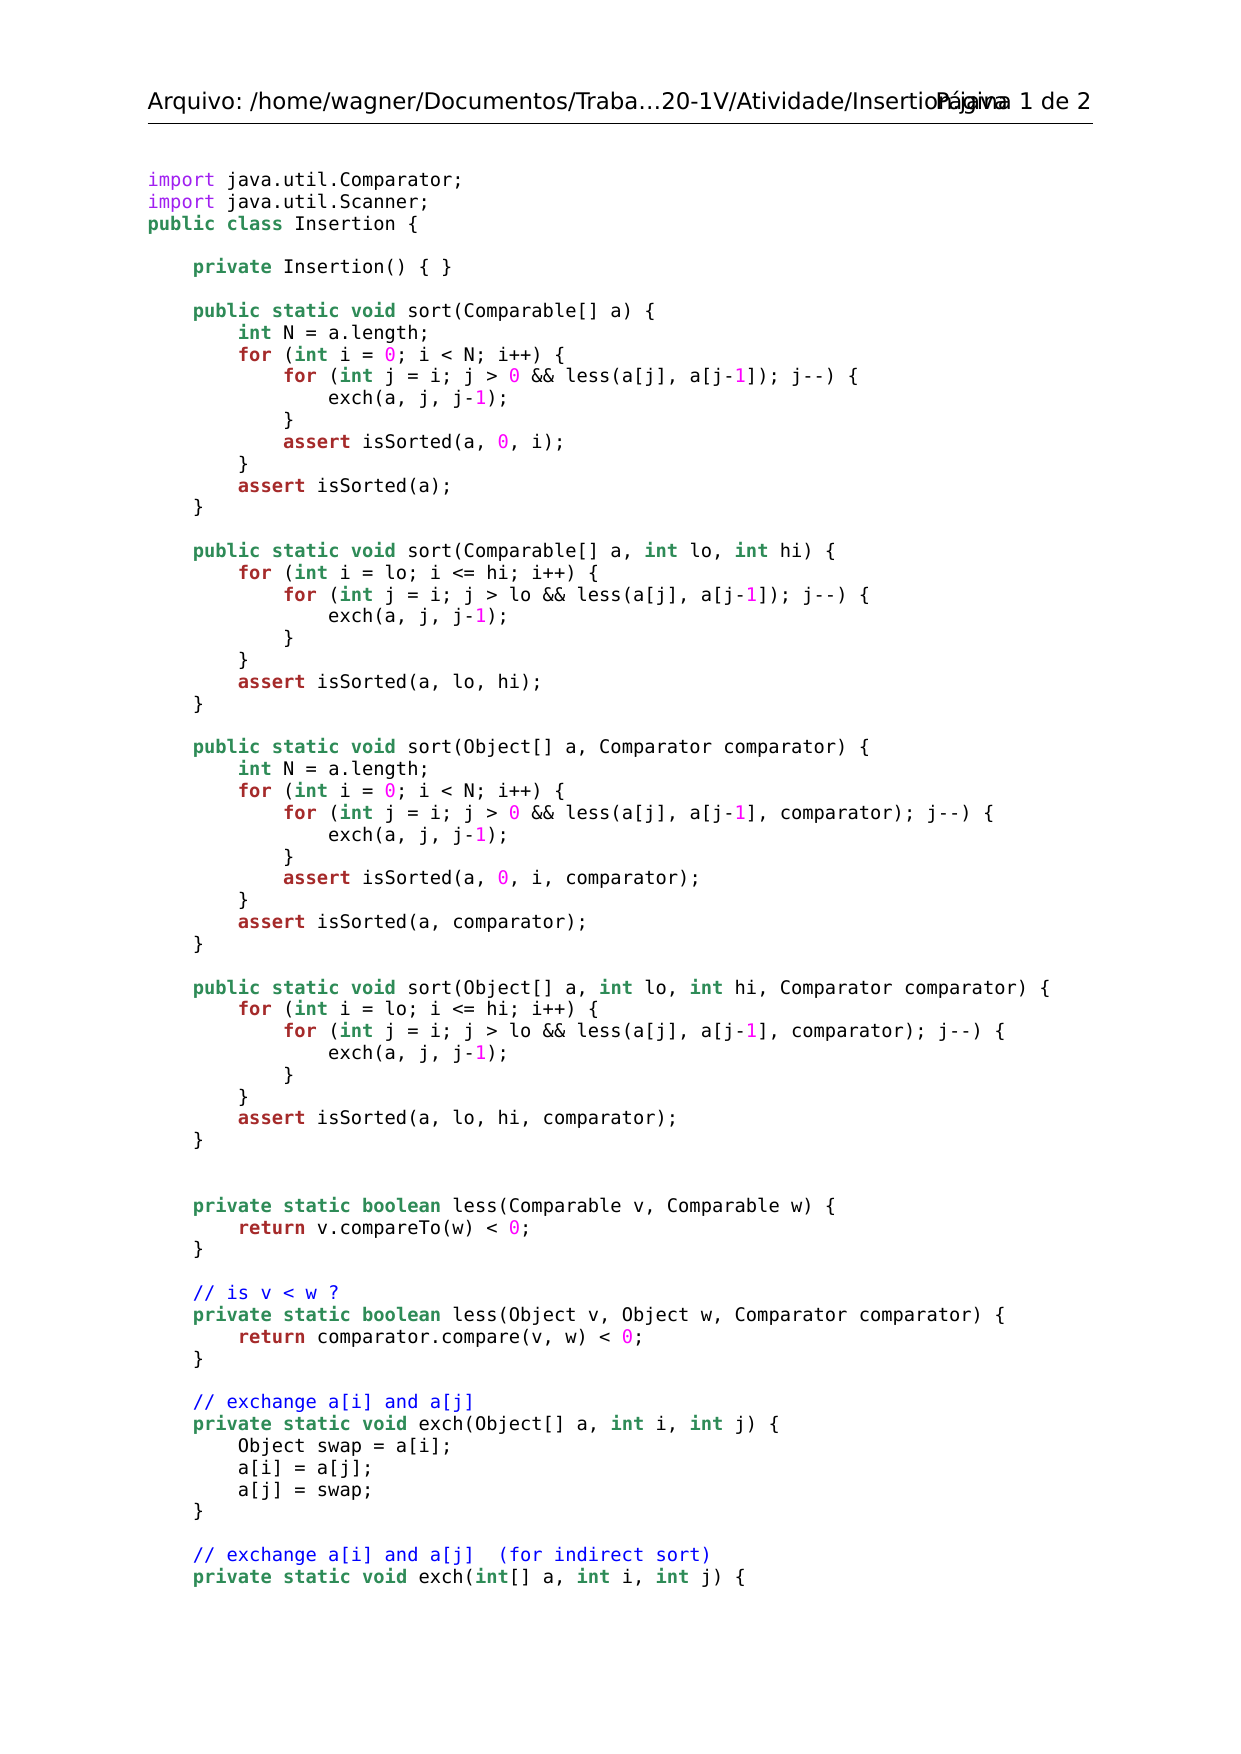 Arquivo: /home/wagner/Documentos/Traba…20-1V/Atividade/Insertion.java Página 1 de 2
import java.util.Comparator;
import java.util.Scanner;
public class Insertion {
    private Insertion() { }
    public static void sort(Comparable[] a) {
        int N = a.length;
        for (int i = 0; i < N; i++) {
            for (int j = i; j > 0 && less(a[j], a[j-1]); j--) {
                exch(a, j, j-1);
            }
            assert isSorted(a, 0, i);
        }
        assert isSorted(a);
    }
    public static void sort(Comparable[] a, int lo, int hi) {
        for (int i = lo; i <= hi; i++) {
            for (int j = i; j > lo && less(a[j], a[j-1]); j--) {
                exch(a, j, j-1);
            }
        }
        assert isSorted(a, lo, hi);
    }
    public static void sort(Object[] a, Comparator comparator) {
        int N = a.length;
        for (int i = 0; i < N; i++) {
            for (int j = i; j > 0 && less(a[j], a[j-1], comparator); j--) {
                exch(a, j, j-1);
            }
            assert isSorted(a, 0, i, comparator);
        }
        assert isSorted(a, comparator);
    }
    public static void sort(Object[] a, int lo, int hi, Comparator comparator) {
        for (int i = lo; i <= hi; i++) {
            for (int j = i; j > lo && less(a[j], a[j-1], comparator); j--) {
                exch(a, j, j-1);
            }
        }
        assert isSorted(a, lo, hi, comparator);
    }
    private static boolean less(Comparable v, Comparable w) {
        return v.compareTo(w) < 0;
    }
    // is v < w ?
    private static boolean less(Object v, Object w, Comparator comparator) {
        return comparator.compare(v, w) < 0;
    }
    // exchange a[i] and a[j]
    private static void exch(Object[] a, int i, int j) {
        Object swap = a[i];
        a[i] = a[j];
        a[j] = swap;
    }
    // exchange a[i] and a[j]  (for indirect sort)
    private static void exch(int[] a, int i, int j) {